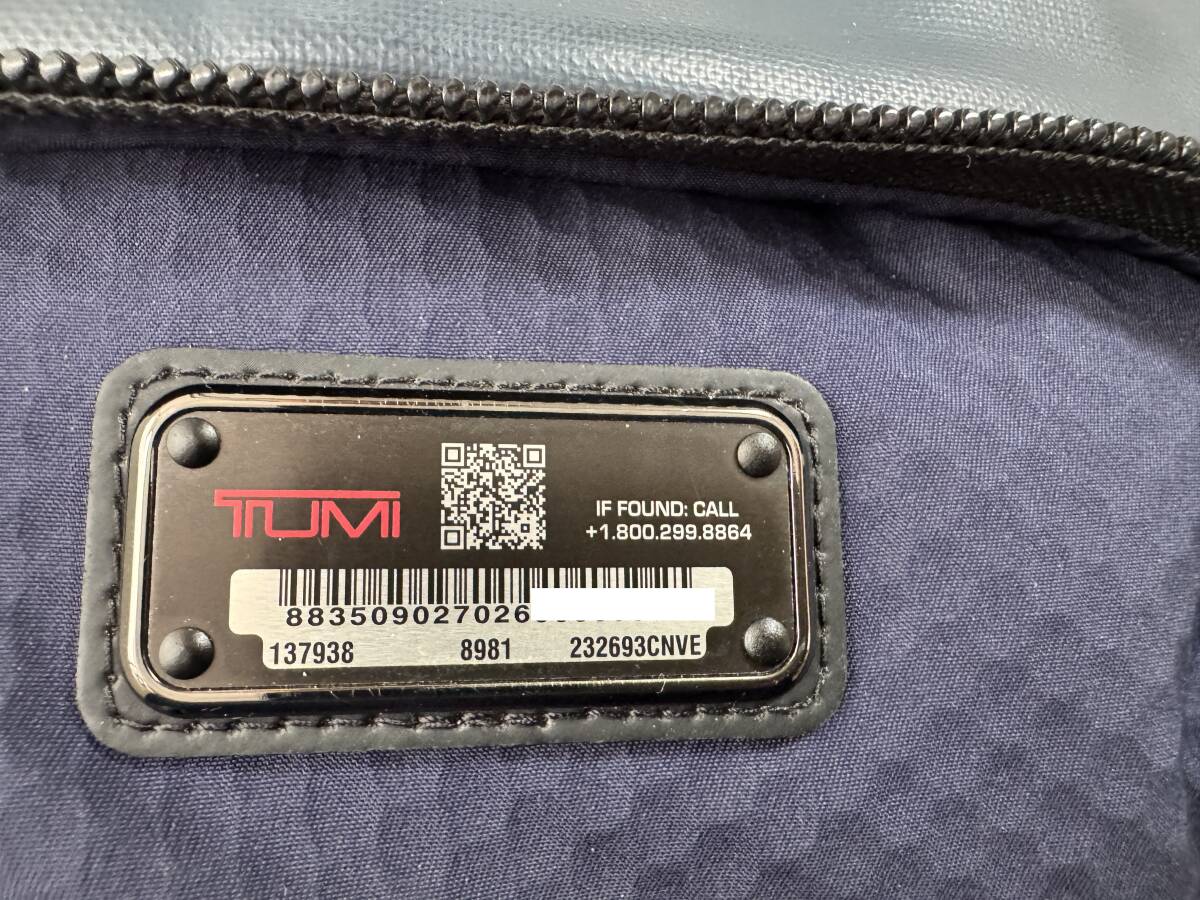 TUMI
IF FOUND: CALL
+1.800.299.8864
883509027026
137938 8981 232693CNVE